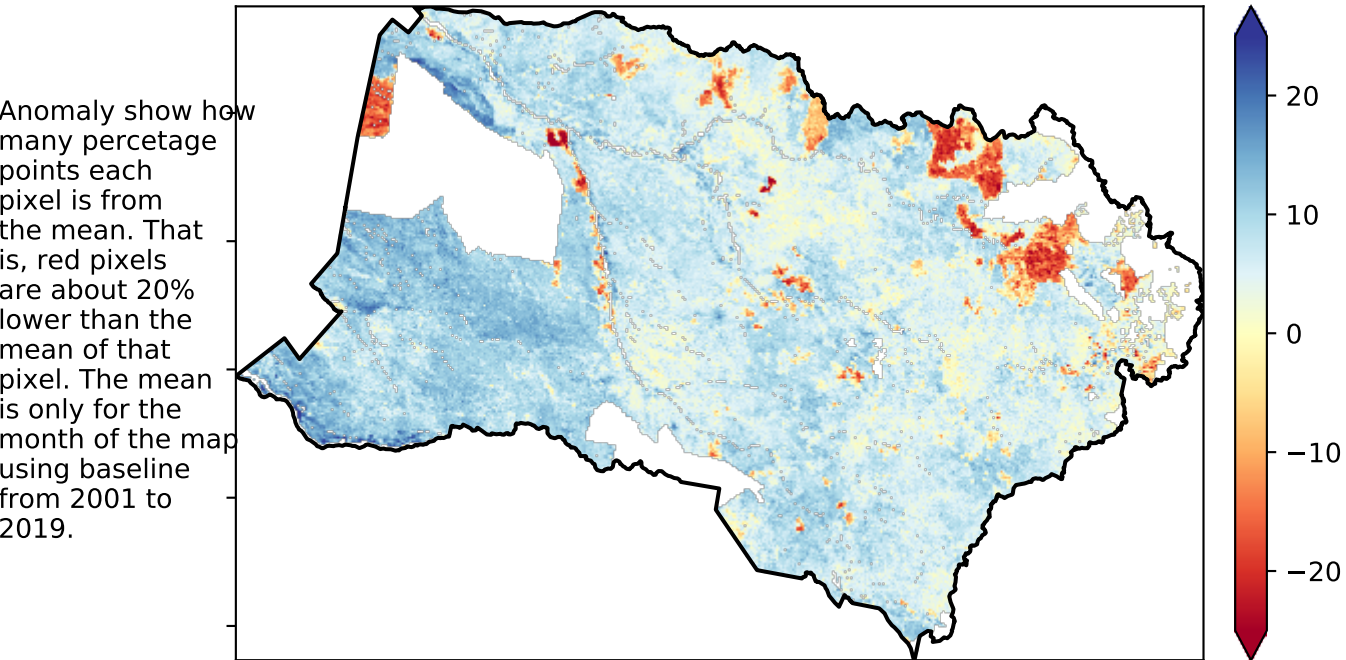 Anomaly show how
many percetage
points each
pixel is from
the mean. That
is, red pixels
are about 20%
lower than the
mean of that
pixel. The mean
is only for the
month of the map
using baseline
from 2001 to
2019.
20
10
0
−10
−20